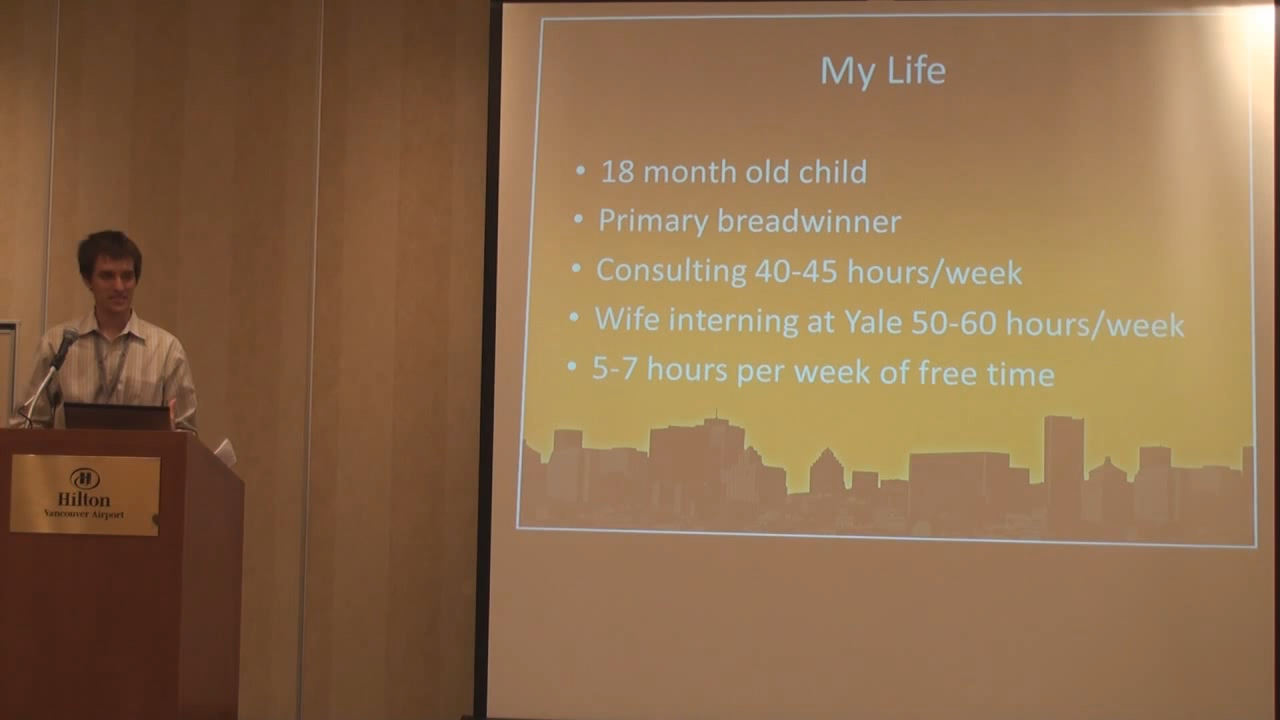 My Life
• 18 month old child
• Primary breadwinner
• Consulting 40-45 hours/week
• Wife interning at Yale 50-60 hours/week
• 5-7 hours per week of free time
H
Hilton
Vancouver Airport